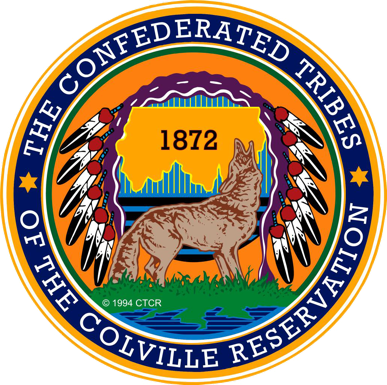 THE CONFEDERATED TRIBES
OF THE COLVILLE RESERVATION
1872
© 1994 CTCR